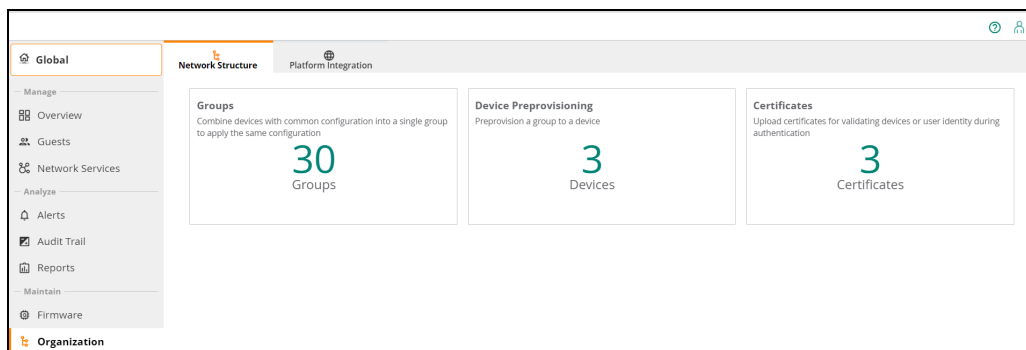 Global
Network Structure
Platform Integration
Manage
Overview
Guests
Network Services
Analyze
Alerts
Audit Trail
Reports
Maintain
Firmware
Organization
Groups
Combine devices with common configuration into a single group
to apply the same configuration
30
Groups
Device Preprovisioning
Preprovision a group to a device
3
Devices
Certificates
Upload certificates for validating devices or user identity during
authentication
3
Certificates